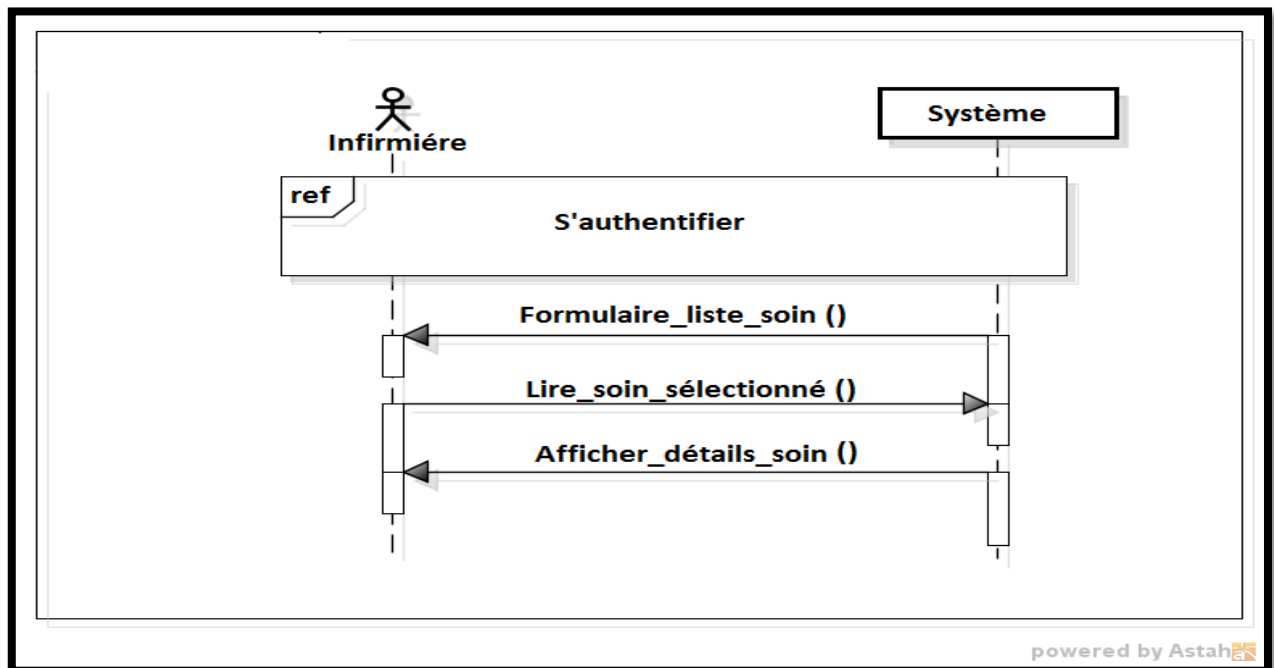 Infirmiére
Système
ref
S'authentifier
Formulaire_liste_soin ()
Lire_soin_sélectionné ()
Afficher_détails_soin ()
powered by Astah